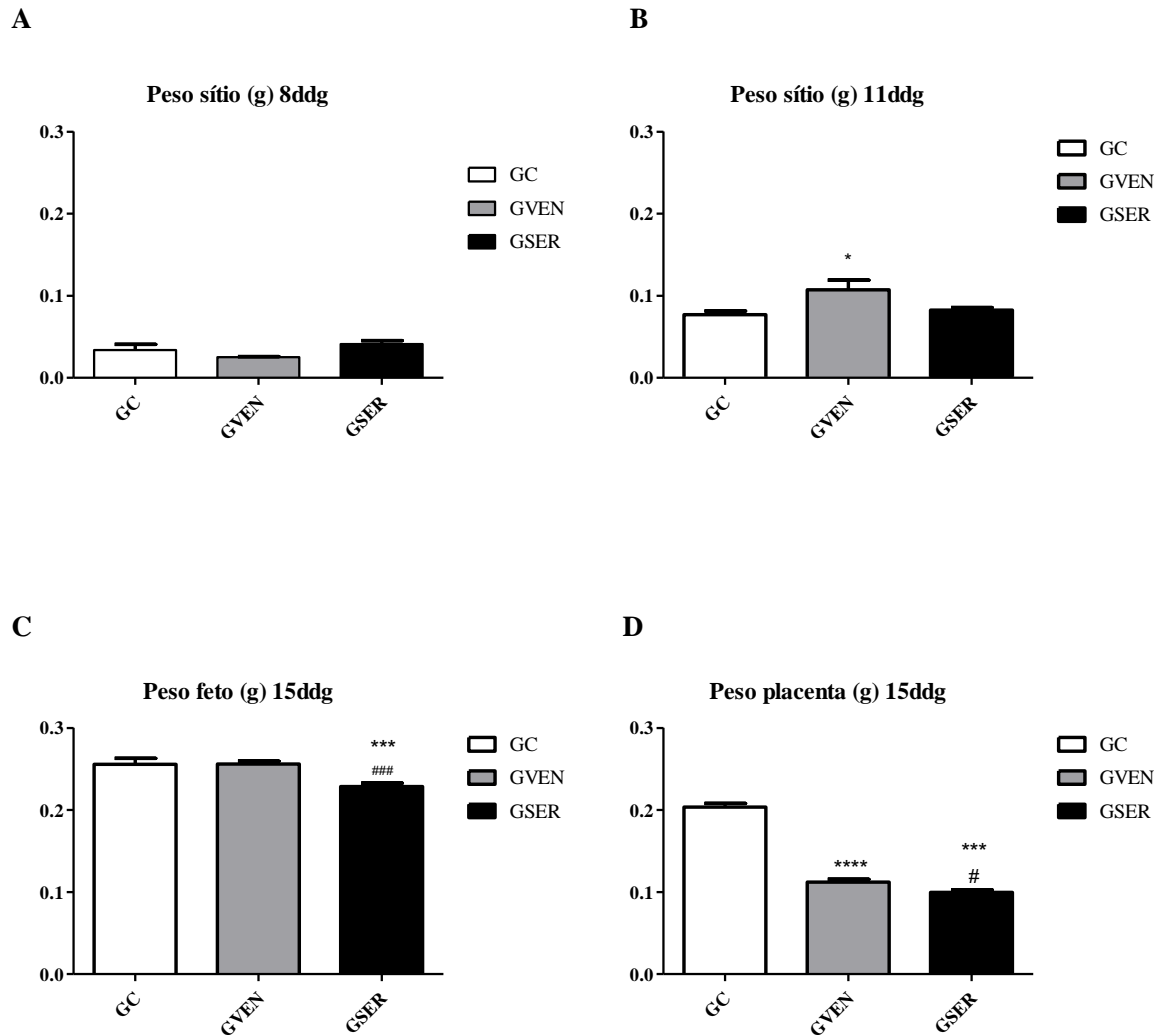 A
Peso sítio (g) 8ddg
0.3
0.2
0.1
0.0
GC
GVEN
GSER
GC
GVEN
GSER
B
Peso sítio (g) 11ddg
0.3
0.2
0.1
0.0
*
GC
GVEN
GSER
GC
GVEN
GSER
C
Peso feto (g) 15ddg
0.3
0.2
0.1
0.0
***
###
GC
GVEN
GSER
GC
GVEN
GSER
D
Peso placenta (g) 15ddg
0.3
0.2
0.1
0.0
****
***
#
GC
GVEN
GSER
GC
GVEN
GSER